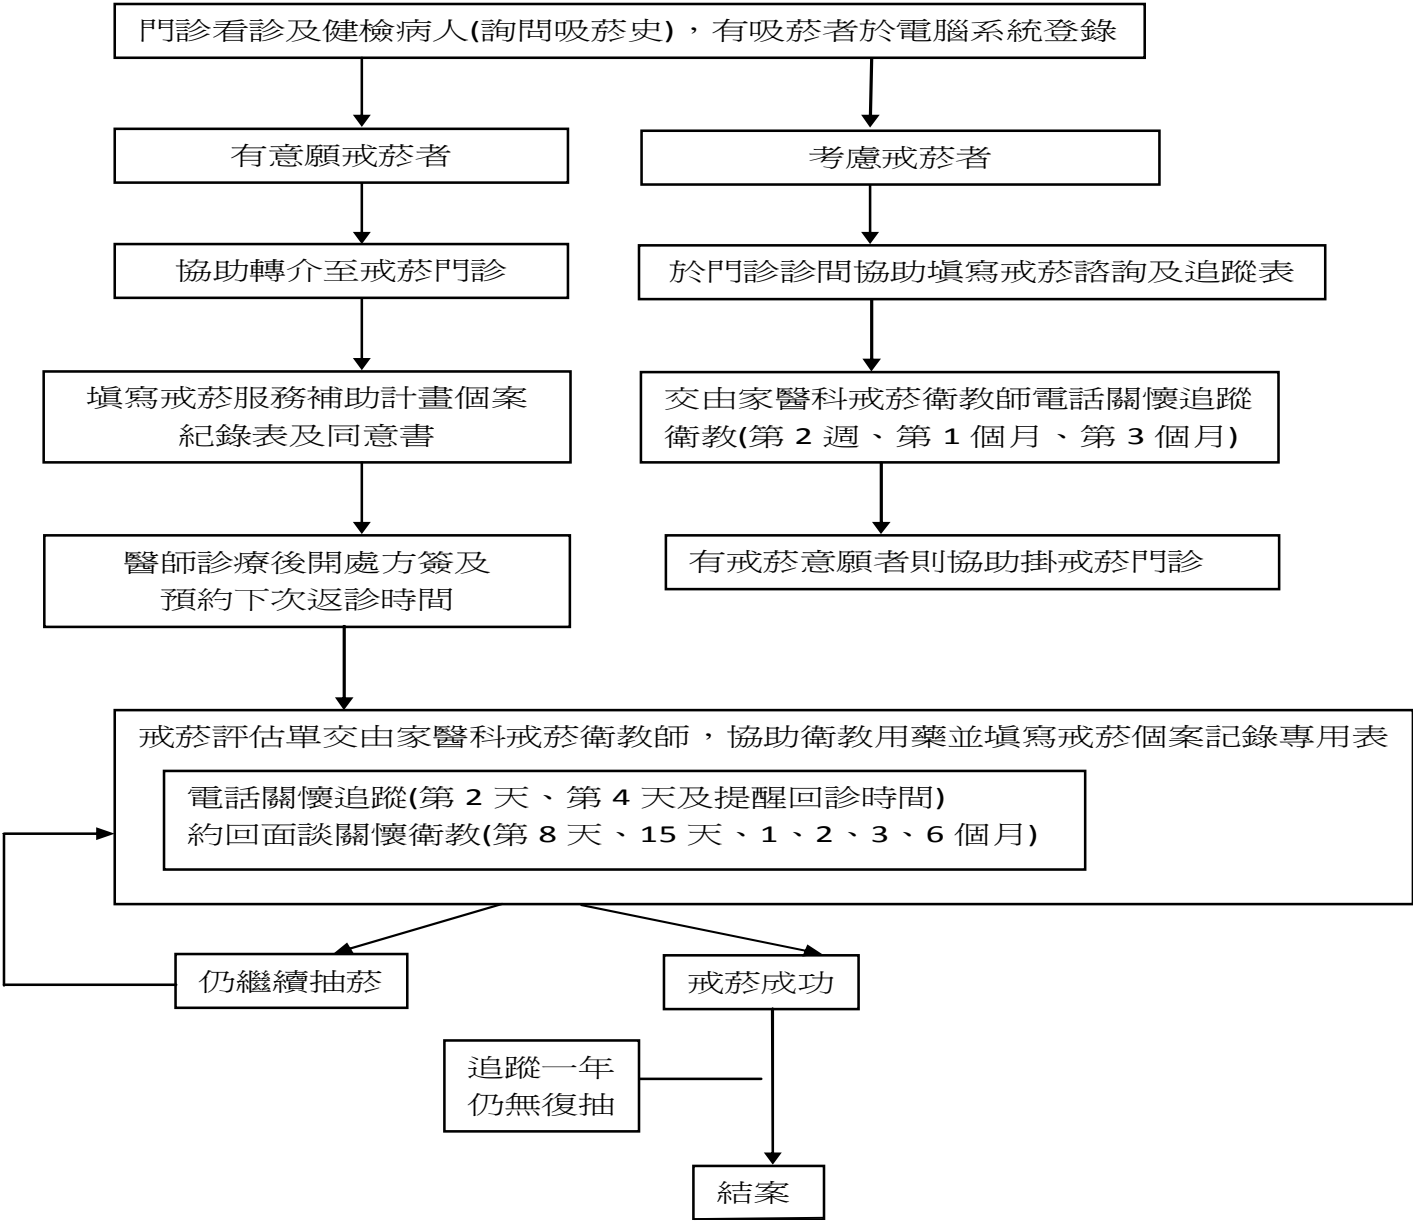 門診看診及健檢病人(詢問吸菸史)，有吸菸者於電腦系統登錄
有意願戒菸者
考慮戒菸者
協助轉介至戒菸門診
於門診診間協助填寫戒菸諮詢及追蹤表
填寫戒菸服務補助計畫個案
紀錄表及同意書
交由家醫科戒菸衛教師電話關懷追蹤
衛教(第 2 週、第 1 個月、第 3 個月)
醫師診療後開處方簽及
預約下次返診時間
有戒菸意願者則協助掛戒菸門診
戒菸評估單交由家醫科戒菸衛教師，協助衛教用藥並填寫戒菸個案記錄專用表
電話關懷追蹤(第 2 天、第 4 天及提醒回診時間)
約回面談關懷衛教(第 8 天、15 天、1、2、3、6 個月)
仍繼續抽菸
戒菸成功
追蹤一年
仍無復抽
結案